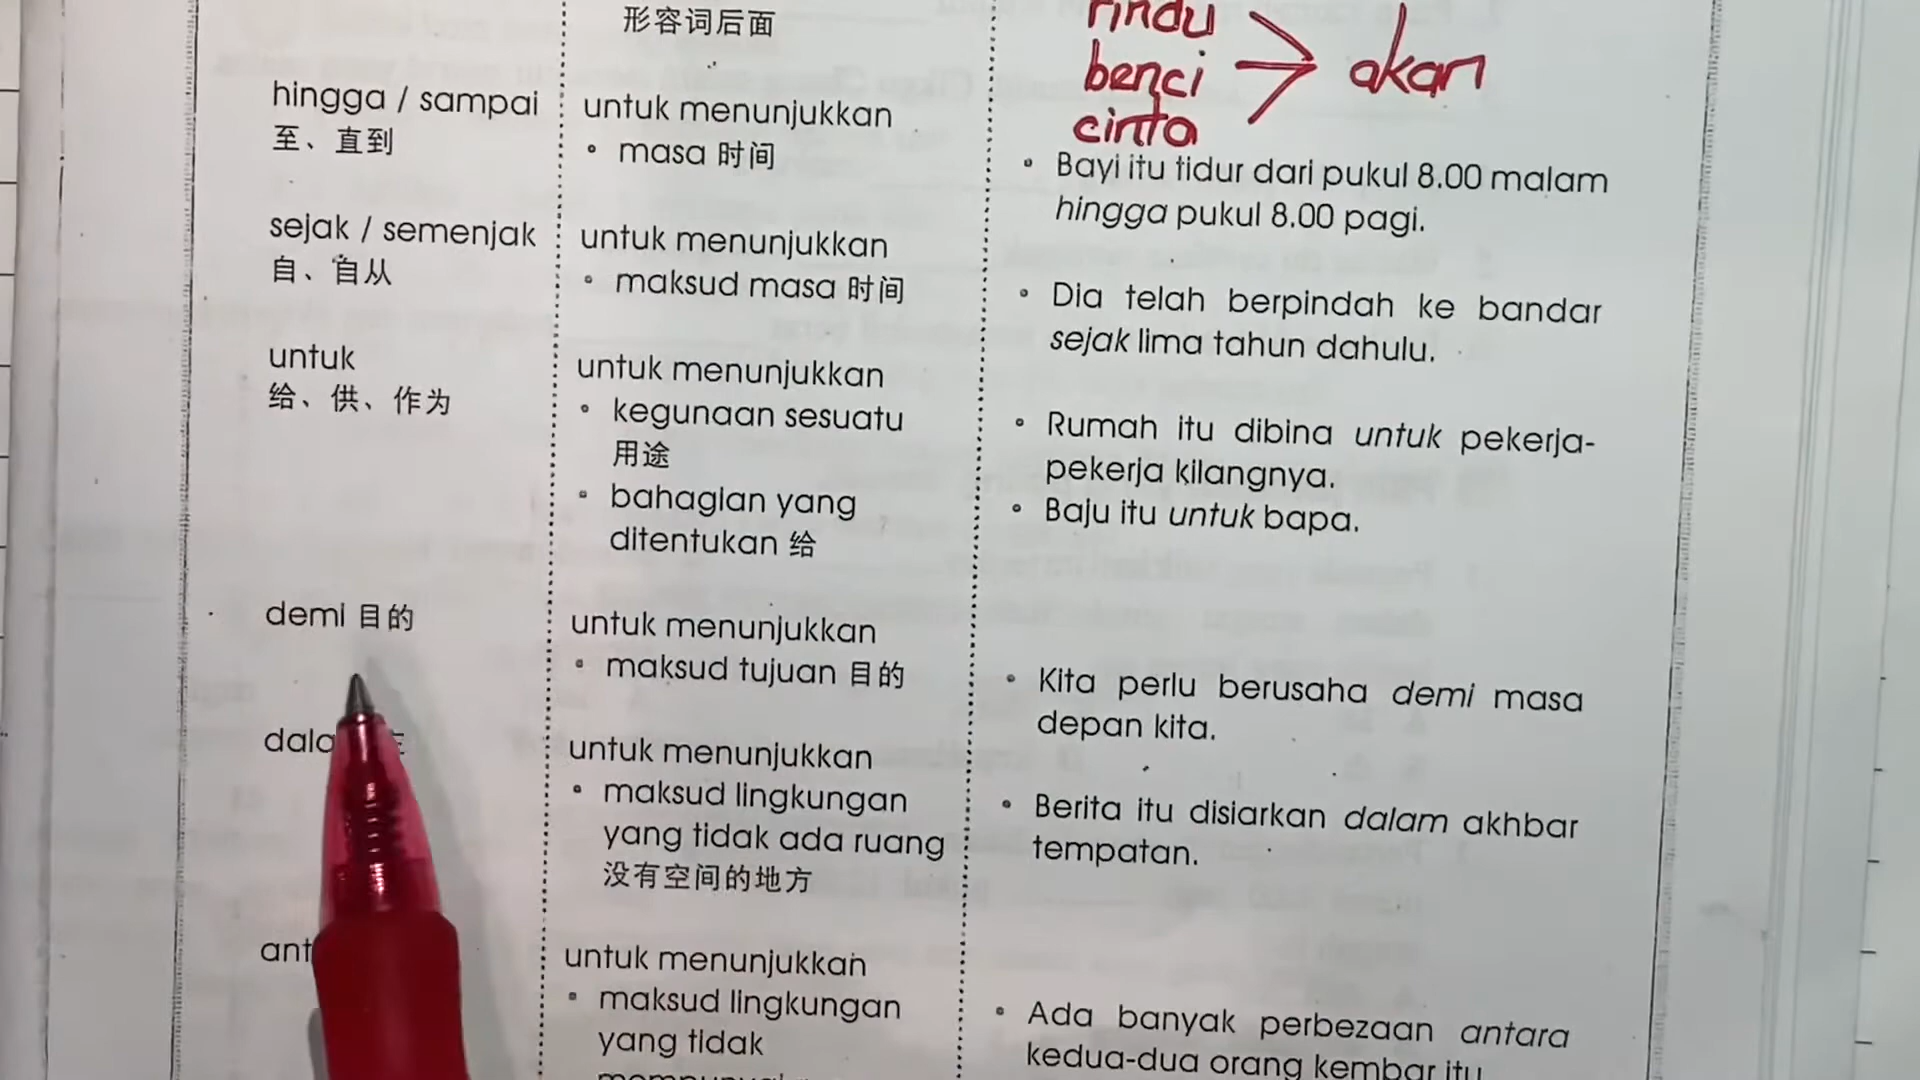 形容词后面
rindu
benci
cinta
akan
hingga / sampai
至、直到
untuk menunjukkan
• masa 时间
• Bayi itu tidur dari pukul 8.00 malam
hingga pukul 8.00 pagi.
sejak / semenjak
自、自从
untuk menunjukkan
• maksud masa 时间
• Dia telah berpindah ke bandar
sejak lima tahun dahulu.
untuk
给、供、作为
untuk menunjukkan
• kegunaan sesuatu
用途
• bahagian yang
ditentukan 给
• Rumah itu dibina untuk pekerja-
pekerja kilangnya.
• Baju itu untuk bapa.
demi 目的
untuk menunjukkan
• maksud tujuan 目的
• Kita perlu berusaha demi masa
depan kita.
untuk menunjukkan
• maksud lingkungan
yang tidak ada ruang
没有空间的地方
• Berita itu disiarkan dalam akhbar
tempatan.
untuk menunjukkan
• maksud lingkungan
yang tidak
• Ada banyak perbezaan antara
kedua-dua orang kembar itu